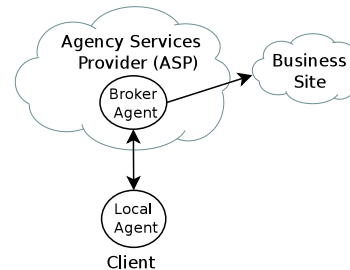 Agency Services
Provider (ASP)
Broker
Agent
Business
Site
Local
Agent
Client